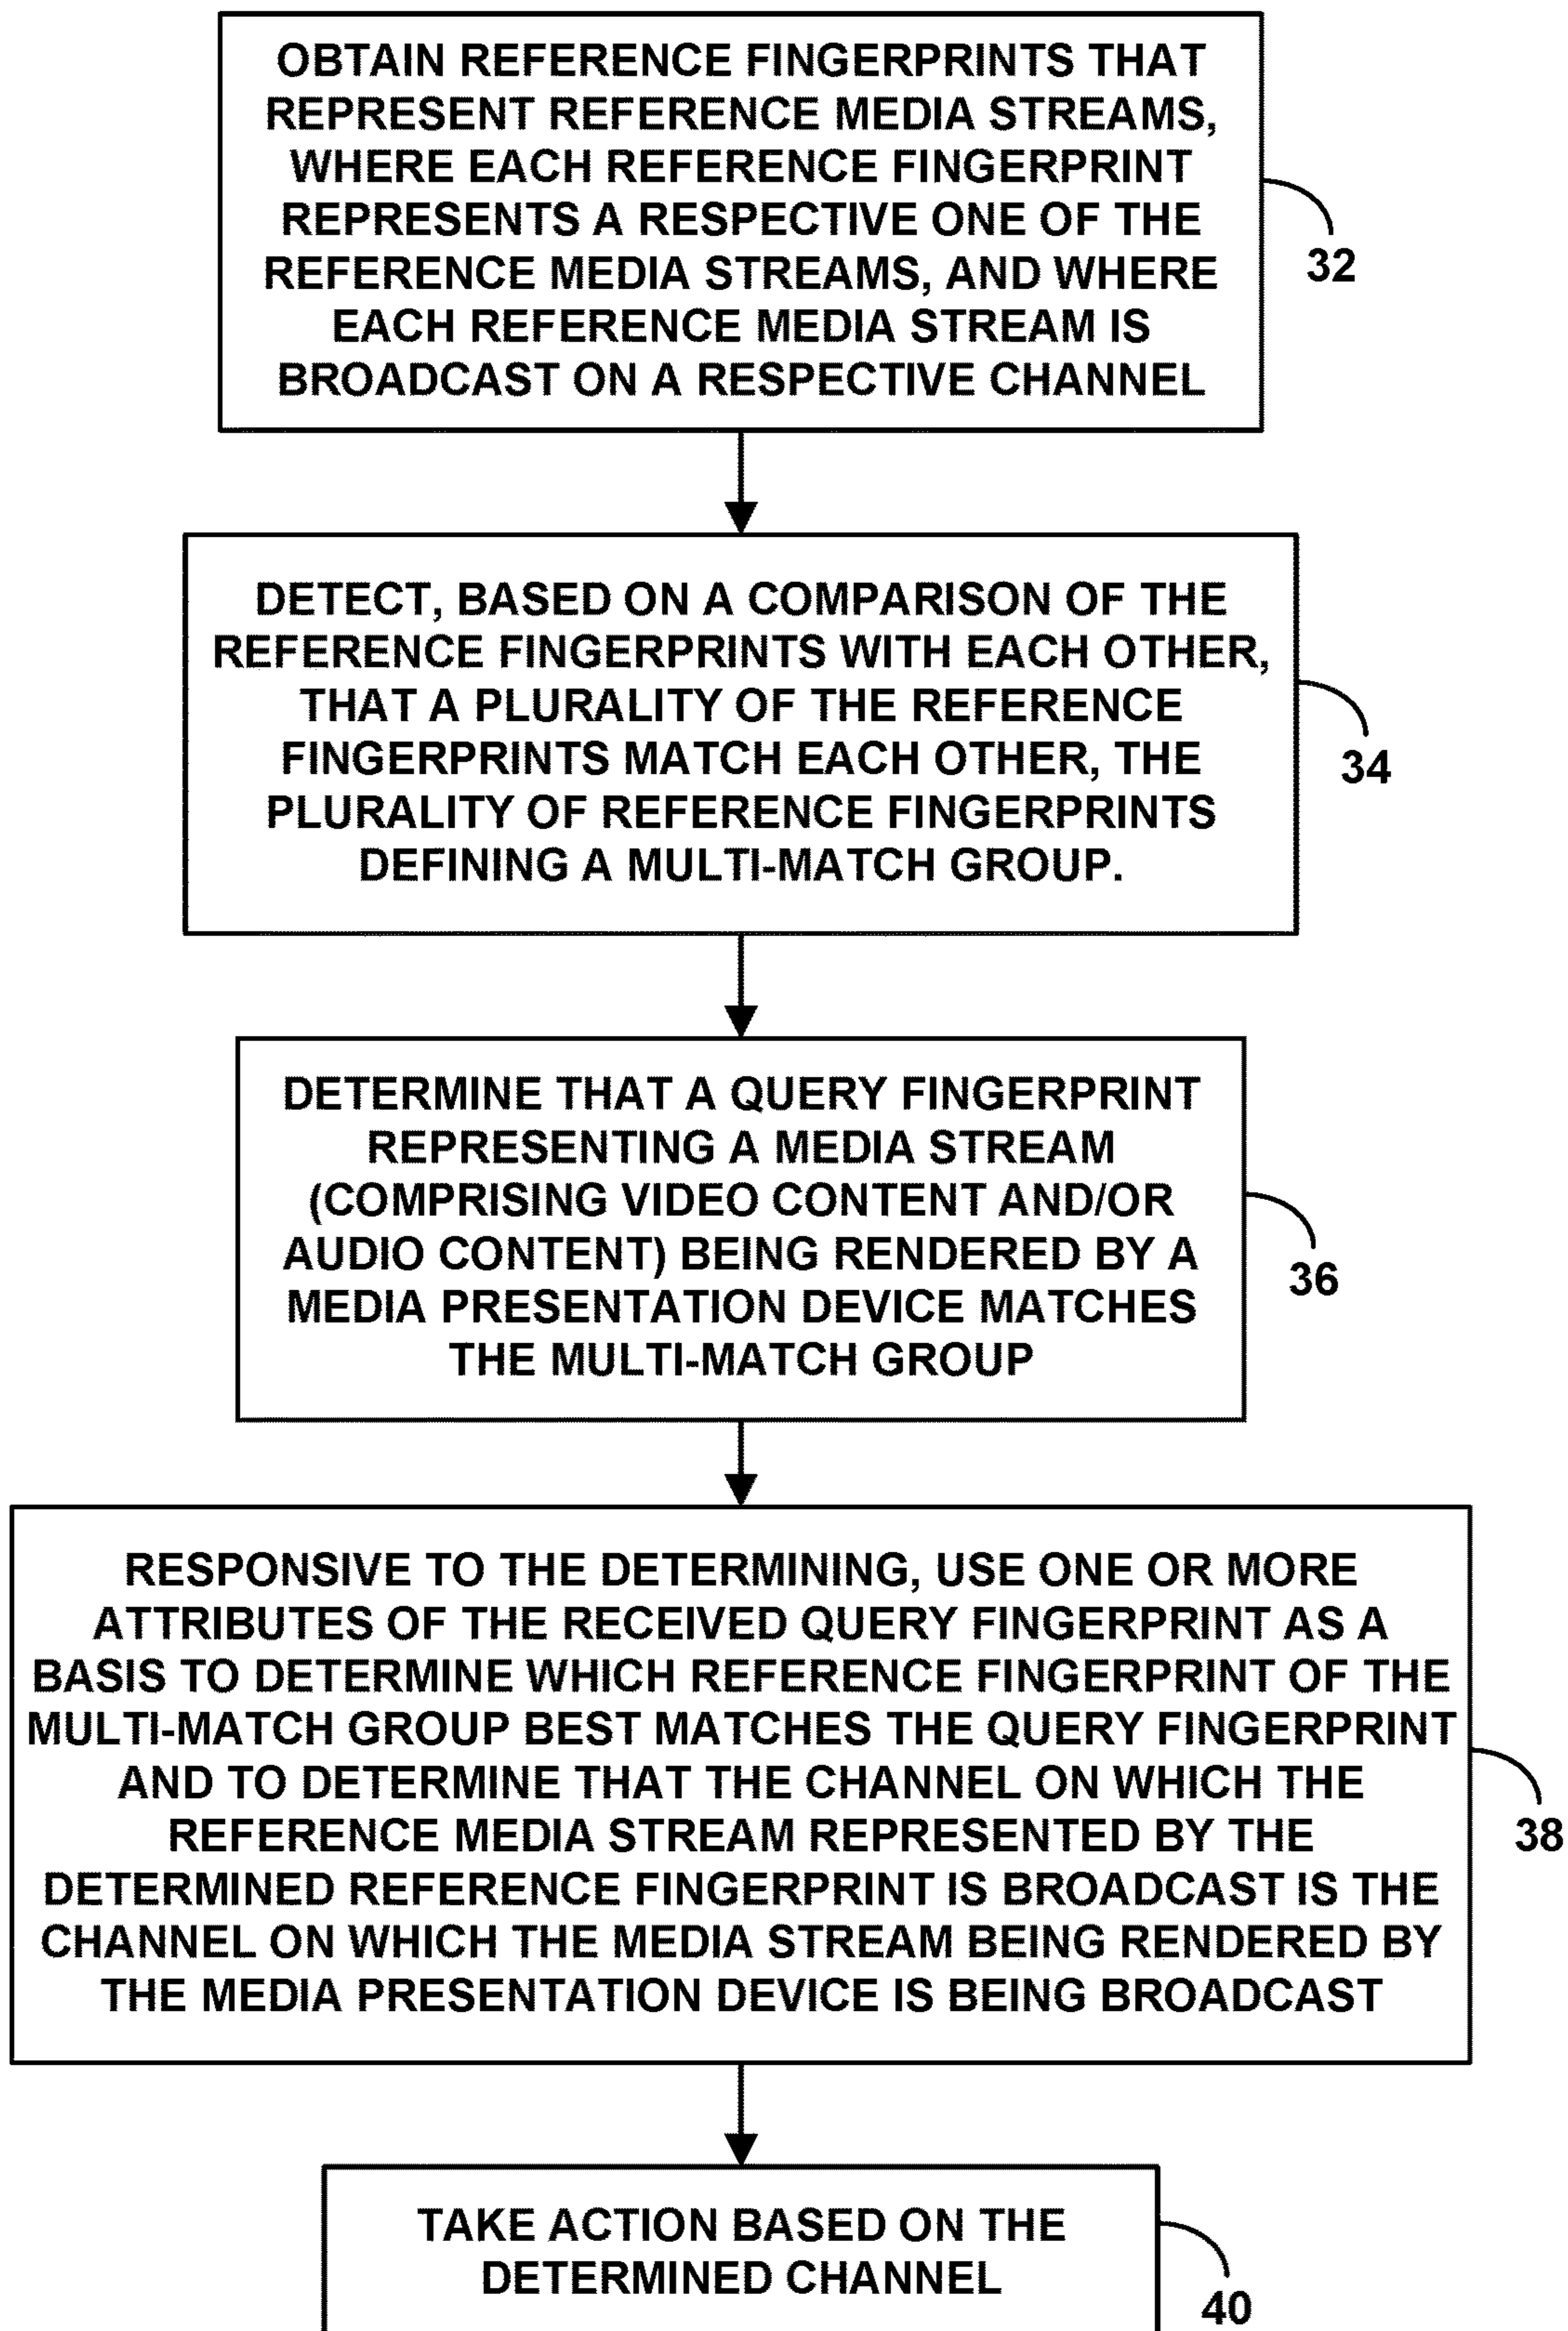 OBTAIN REFERENCE FINGERPRINTS THAT
REPRESENT REFERENCE MEDIA STREAMS,
WHERE EACH REFERENCE FINGERPRINT
REPRESENTS A RESPECTIVE ONE OF THE
REFERENCE MEDIA STREAMS, AND WHERE
EACH REFERENCE MEDIA STREAM IS
BROADCAST ON A RESPECTIVE CHANNEL
32
DETECT, BASED ON A COMPARISON OF THE
REFERENCE FINGERPRINTS WITH EACH OTHER,
THAT A PLURALITY OF THE REFERENCE
FINGERPRINTS MATCH EACH OTHER, THE
PLURALITY OF REFERENCE FINGERPRINTS
DEFINING A MULTI-MATCH GROUP.
34
DETERMINE THAT A QUERY FINGERPRINT
REPRESENTING A MEDIA STREAM
(COMPRISING VIDEO CONTENT AND/OR
AUDIO CONTENT) BEING RENDERED BY A
MEDIA PRESENTATION DEVICE MATCHES
THE MULTI-MATCH GROUP
36
RESPONSIVE TO THE DETERMINING, USE ONE OR MORE
ATTRIBUTES OF THE RECEIVED QUERY FINGERPRINT AS A
BASIS TO DETERMINE WHICH REFERENCE FINGERPRINT OF THE
MULTI-MATCH GROUP BEST MATCHES THE QUERY FINGERPRINT
AND TO DETERMINE THAT THE CHANNEL ON WHICH THE
REFERENCE MEDIA STREAM REPRESENTED BY THE
DETERMINED REFERENCE FINGERPRINT IS BROADCAST IS THE
CHANNEL ON WHICH THE MEDIA STREAM BEING RENDERED BY
THE MEDIA PRESENTATION DEVICE IS BEING BROADCAST
38
TAKE ACTION BASED ON THE
DETERMINED CHANNEL
40